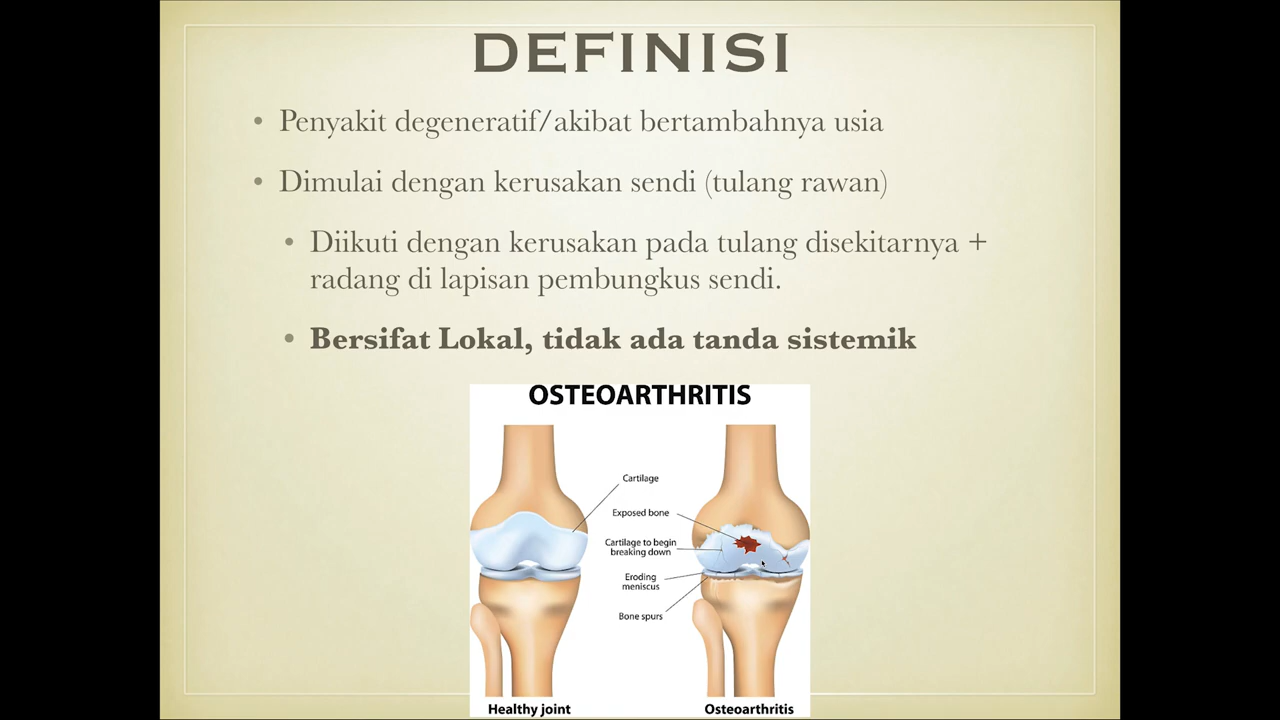 DEFINISI
• Penyakit degeneratif/akibat bertambahnya usia
• Dimulai dengan kerusakan sendi (tulang rawan)
• Diikuti dengan kerusakan pada tulang disekitarnya +
radang di lapisan pembungkus sendi.
• Bersifat Lokal, tidak ada tanda sistemik
OSTEOARTHRITIS
Cartilage
Exposed bone
Cartilage to begin
breaking down
Eroding
meniscus
Bone spurs
Healthy joint
Osteoarthritis